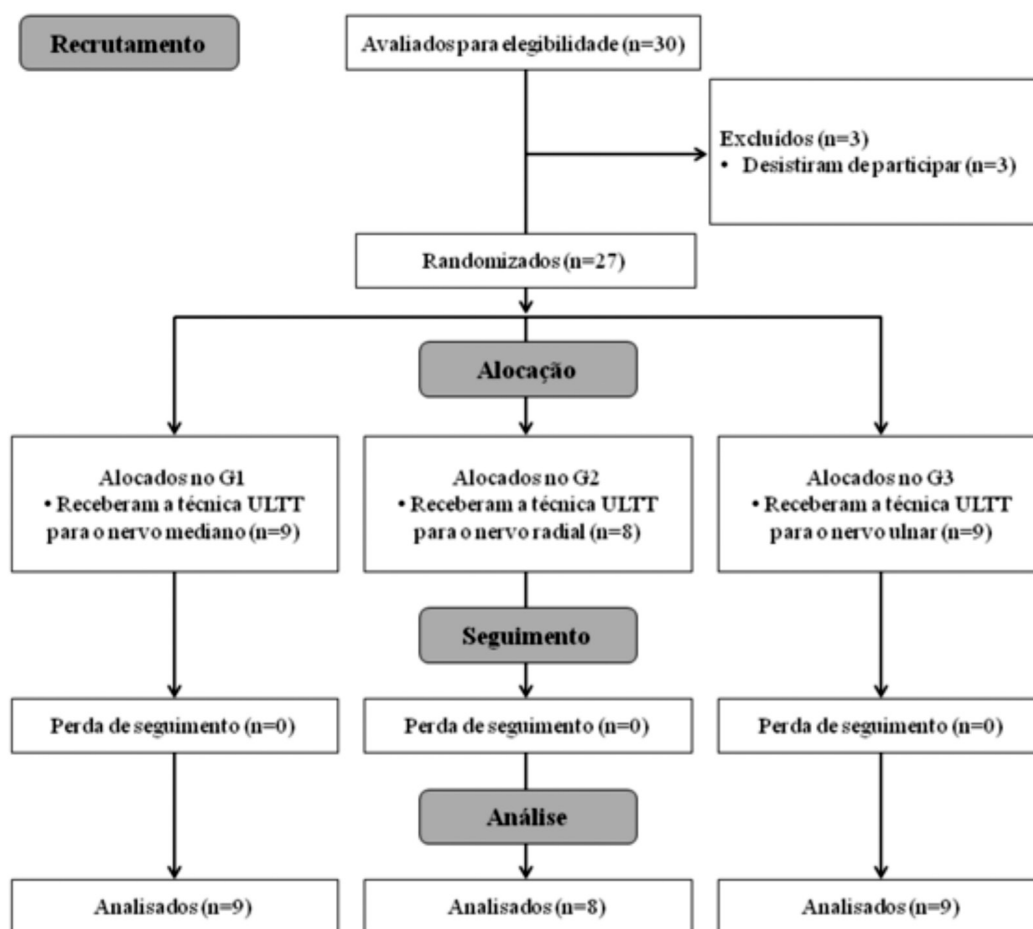 Recrutamento
Avaliados para elegibilidade (n=30)
Excluídos (n=3)
• Desistiram de participar (n=3)
Randomizados (n=27)
Alocação
Alocados no G1
• Receberam a técnica ULTT
para o nervo mediano (n=9)
Alocados no G2
• Receberam a técnica ULTT
para o nervo radial (n=8)
Alocados no G3
• Receberam a técnica ULTT
para o nervo ulnar (n=9)
Seguimento
Perda de seguimento (n=0)
Perda de seguimento (n=0)
Perda de seguimento (n=0)
Análise
Analisados (n=9)
Analisados (n=8)
Analisados (n=9)